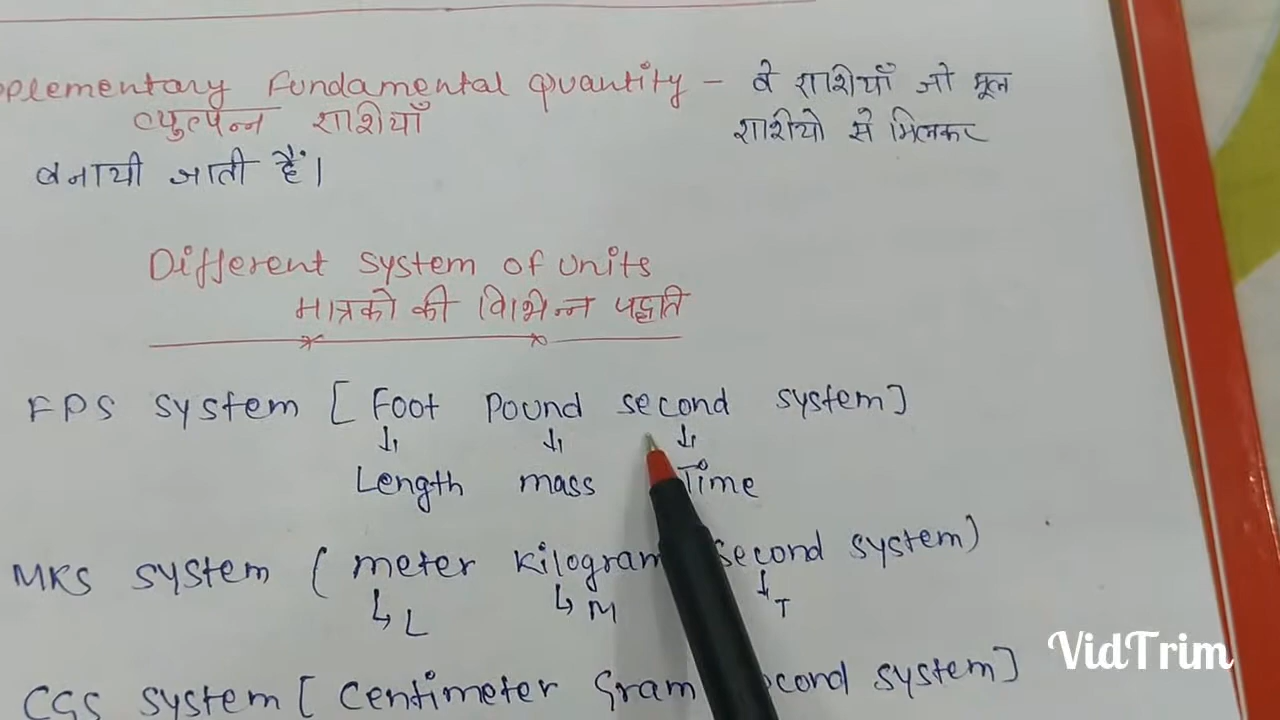 plementary Fundamental quantity - वे राशियाँ जो मूल
व्युत्पन्न राशियाँ राशीयो से मिलकर
बनायी जाती हैं।
Different system of units
मात्रको की विभिन्न पद्धति
FPS system [ Foot Pound second system ]
Length mass Time
MKS system ( meter kilogram second system )
L M T
CGS system [ Centimeter Gram second system ]
VidTrim